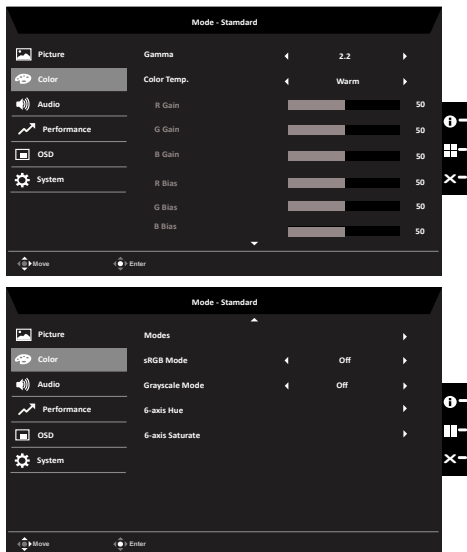 Mode - Standard
Picture
Gamma 2.2
Color
Color Temp. Warm
Audio
R Gain 50
Performance
G Gain 50
OSD
B Gain 50
System
R Bias 50
G Bias 50
B Bias 50
Move Enter
Mode - Standard
Picture
Modes
Color
sRGB Mode Off
Audio
Grayscale Mode Off
Performance
6-axis Hue
OSD
6-axis Saturate
System
Move Enter